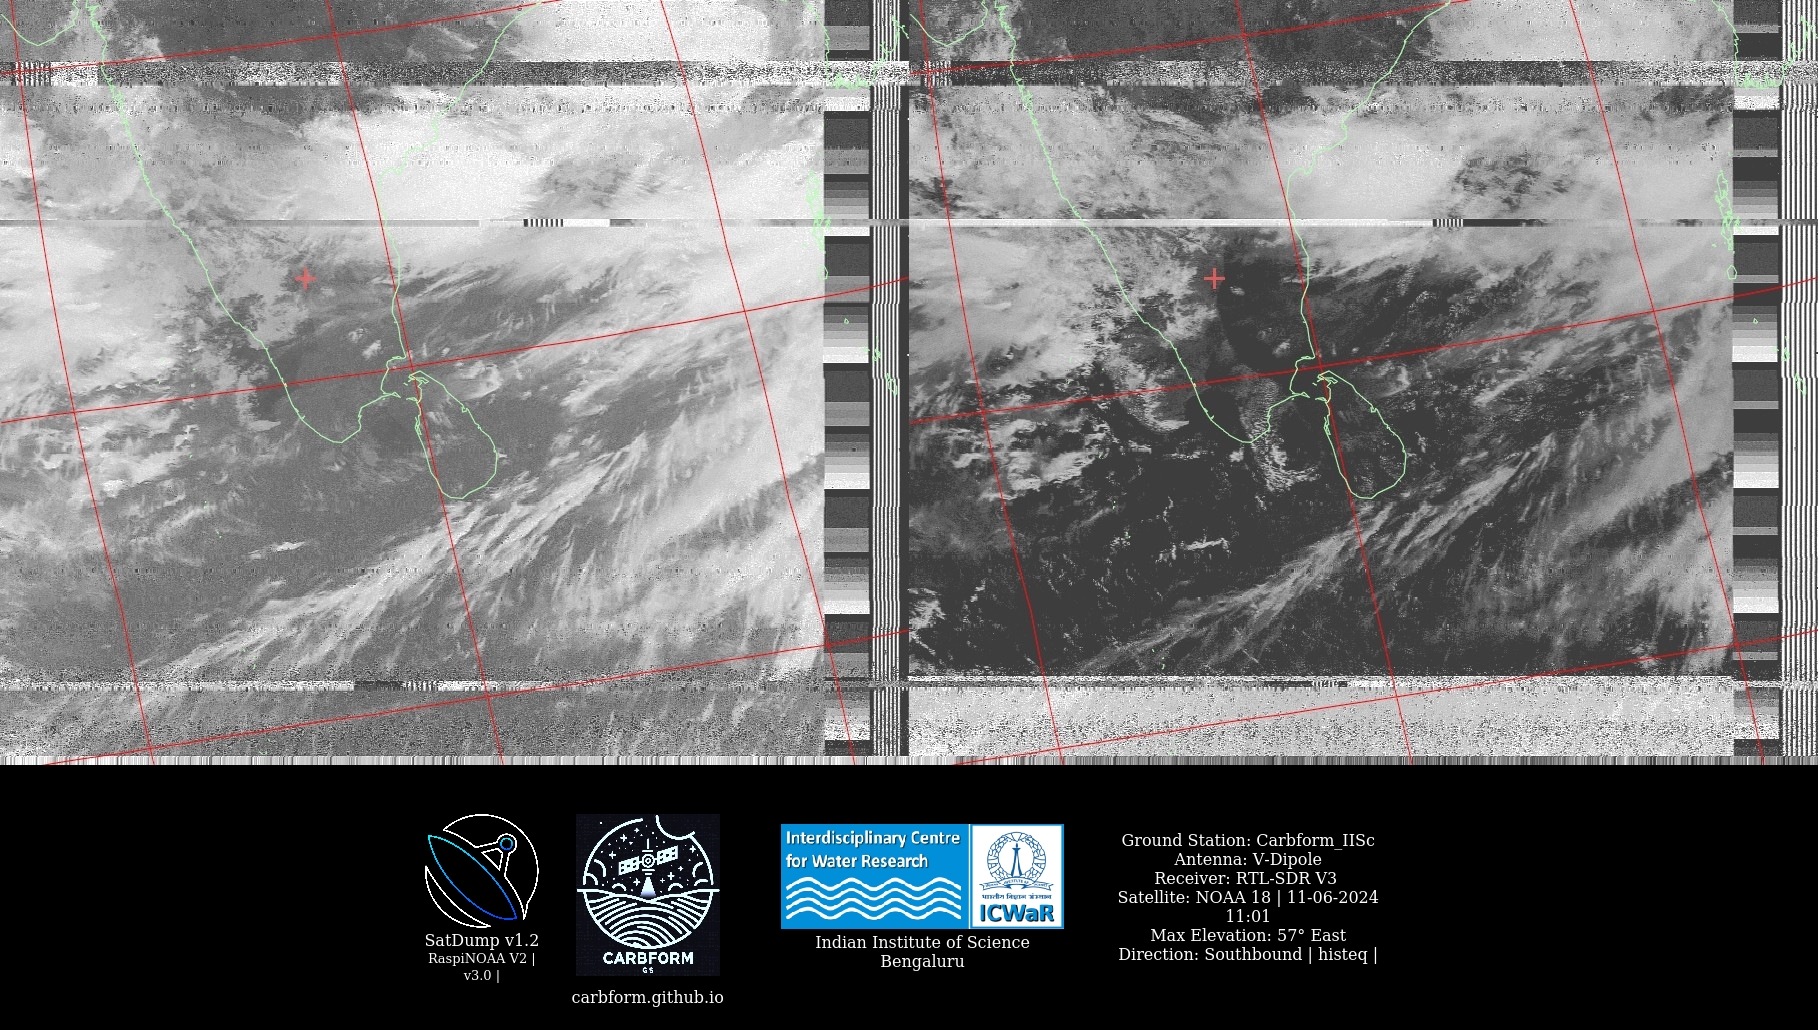 SatDump v1.2
RaspiNOAA V2 |
v3.0 |
CARBFORM
GS
carbform.github.io
Interdisciplinary Centre
for Water Research
ICWaR
Indian Institute of Science
Bengaluru
Ground Station: Carbform_IISc
Antenna: V-Dipole
Receiver: RTL-SDR V3
Satellite: NOAA 18 | 11-06-2024
11:01
Max Elevation: 57° East
Direction: Southbound | histeq |